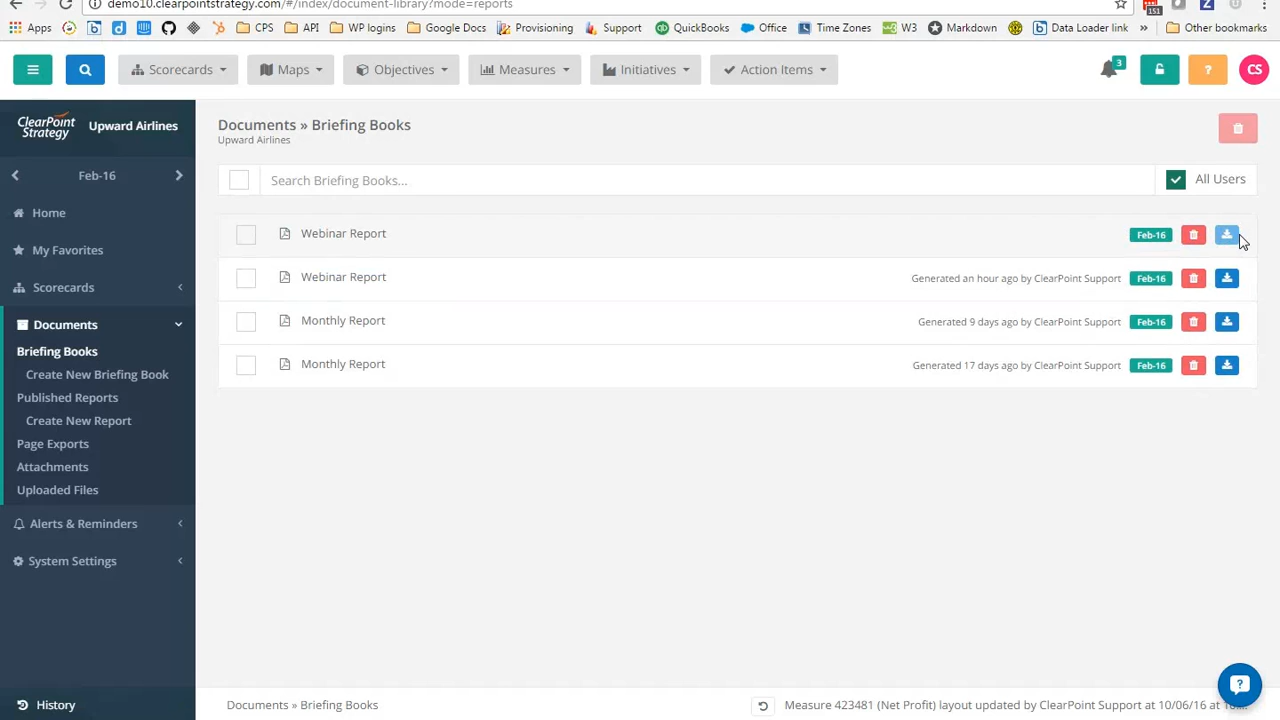 demo10.clearpointstrategy.com/#/index/document-library?mode=reports
Apps CPS API WP logins Google Docs Provisioning Support QuickBooks Office Time Zones W3 Markdown Data Loader link » Other bookmarks
151
Scorecards Maps Objectives Measures Initiatives Action Items 3 ? CS
ClearPoint Strategy Upward Airlines
Feb-16
Home
My Favorites
Scorecards
Documents
Briefing Books
Create New Briefing Book
Published Reports
Create New Report
Page Exports
Attachments
Uploaded Files
Alerts & Reminders
System Settings
History
Documents » Briefing Books
Upward Airlines
Search Briefing Books... All Users
Webinar Report Feb-16
Webinar Report Generated an hour ago by ClearPoint Support Feb-16
Monthly Report Generated 9 days ago by ClearPoint Support Feb-16
Monthly Report Generated 17 days ago by ClearPoint Support Feb-16
Documents » Briefing Books Measure 423481 (Net Profit) layout updated by ClearPoint Support at 10/06/16 at